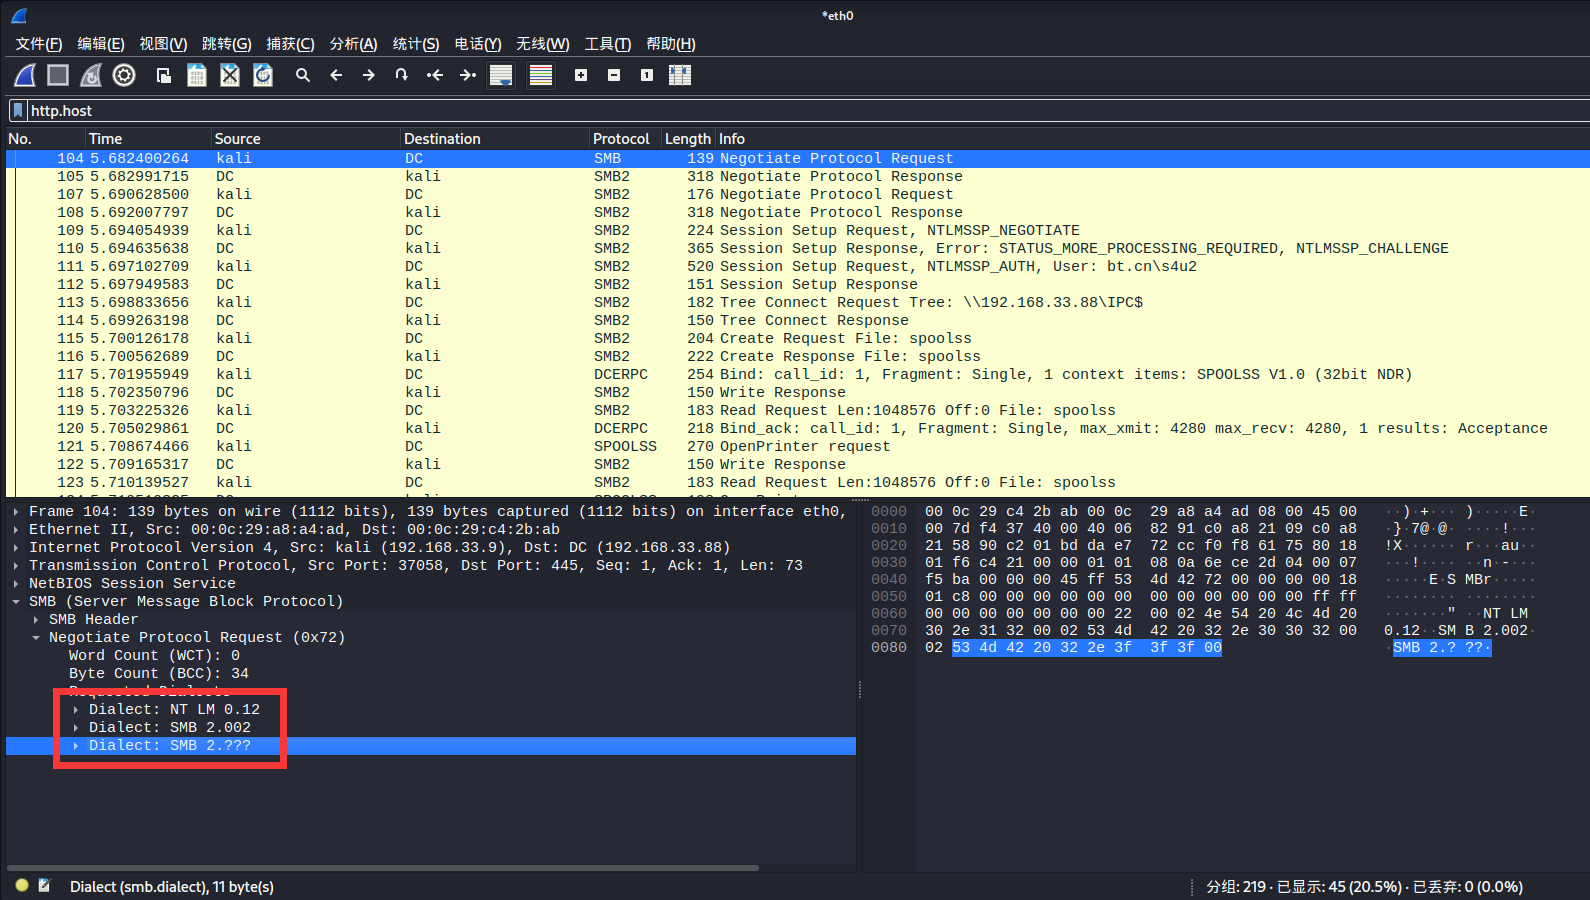 *eth0
文件(F) 编辑(E) 视图(V) 跳转(G) 捕获(C) 分析(A) 统计(S) 电话(Y) 无线(W) 工具(T) 帮助(H)
http.host
No. Time Source Destination Protocol Length Info
104 5.682400264 kali DC SMB 139 Negotiate Protocol Request
105 5.682991715 DC kali SMB2 318 Negotiate Protocol Response
107 5.690628500 kali DC SMB2 176 Negotiate Protocol Request
108 5.692007797 DC kali SMB2 318 Negotiate Protocol Response
109 5.694054939 kali DC SMB2 224 Session Setup Request, NTLMSSP_NEGOTIATE
110 5.694635638 DC kali SMB2 365 Session Setup Response, Error: STATUS_MORE_PROCESSING_REQUIRED, NTLMSSP_CHALLENGE
111 5.697102709 kali DC SMB2 520 Session Setup Request, NTLMSSP_AUTH, User: bt.cn\s4u2
112 5.697949583 DC kali SMB2 151 Session Setup Response
113 5.698833656 kali DC SMB2 182 Tree Connect Request Tree: \\192.168.33.88\IPC$
114 5.699263198 DC kali SMB2 150 Tree Connect Response
115 5.700126178 kali DC SMB2 204 Create Request File: spoolss
116 5.700562689 DC kali SMB2 222 Create Response File: spoolss
117 5.701955949 kali DC DCERPC 254 Bind: call_id: 1, Fragment: Single, 1 context items: SPOOLSS V1.0 (32bit NDR)
118 5.702350796 DC kali SMB2 150 Write Response
119 5.703225326 kali DC SMB2 183 Read Request Len:1048576 Off:0 File: spoolss
120 5.705029861 DC kali DCERPC 218 Bind_ack: call_id: 1, Fragment: Single, max_xmit: 4280 max_recv: 4280, 1 results: Acceptance
121 5.708674466 kali DC SPOOLSS 270 OpenPrinter request
122 5.709165317 DC kali SMB2 150 Write Response
123 5.710139527 kali DC SMB2 183 Read Request Len:1048576 Off:0 File: spoolss
Frame 104: 139 bytes on wire (1112 bits), 139 bytes captured (1112 bits) on interface eth0,
Ethernet II, Src: 00:0c:29:a8:a4:ad, Dst: 00:0c:29:c4:2b:ab
Internet Protocol Version 4, Src: kali (192.168.33.9), Dst: DC (192.168.33.88)
Transmission Control Protocol, Src Port: 37058, Dst Port: 445, Seq: 1, Ack: 1, Len: 73
NetBIOS Session Service
SMB (Server Message Block Protocol)
SMB Header
Negotiate Protocol Request (0x72)
Word Count (WCT): 0
Byte Count (BCC): 34
Requested Dialects
Dialect: NT LM 0.12
Dialect: SMB 2.002
Dialect: SMB 2.???
0000 00 0c 29 c4 2b ab 00 0c 29 a8 a4 ad 08 00 45 00 ··)·+··· )·····E·
0010 00 7d f4 37 40 00 40 06 82 91 c0 a8 21 09 c0 a8 ·}·7@·@· ····!···
0020 21 58 90 c2 01 bd da e7 72 cc f0 f8 61 75 80 18 !X······ r···au··
0030 01 f6 c4 21 00 00 01 01 08 0a 6e ce 2d 04 00 07 ···!···· ··n·-···
0040 f5 ba 00 00 00 45 ff 53 4d 42 72 00 00 00 00 18 ·····E·S MBr·····
0050 01 c8 00 00 00 00 00 00 00 00 00 00 00 00 ff ff ········ ········
0060 00 00 00 00 00 00 22 00 02 4e 54 20 4c 4d 20 ·······" ··NT LM
0070 30 2e 31 32 00 02 53 4d 42 20 32 2e 30 30 32 00 0.12··SM B 2.002·
0080 02 53 4d 42 20 32 2e 3f 3f 3f 00 ·SMB 2.? ??·
Dialect (smb.dialect), 11 byte(s)
分组: 219 · 已显示: 45 (20.5%) · 已丢弃: 0 (0.0%)